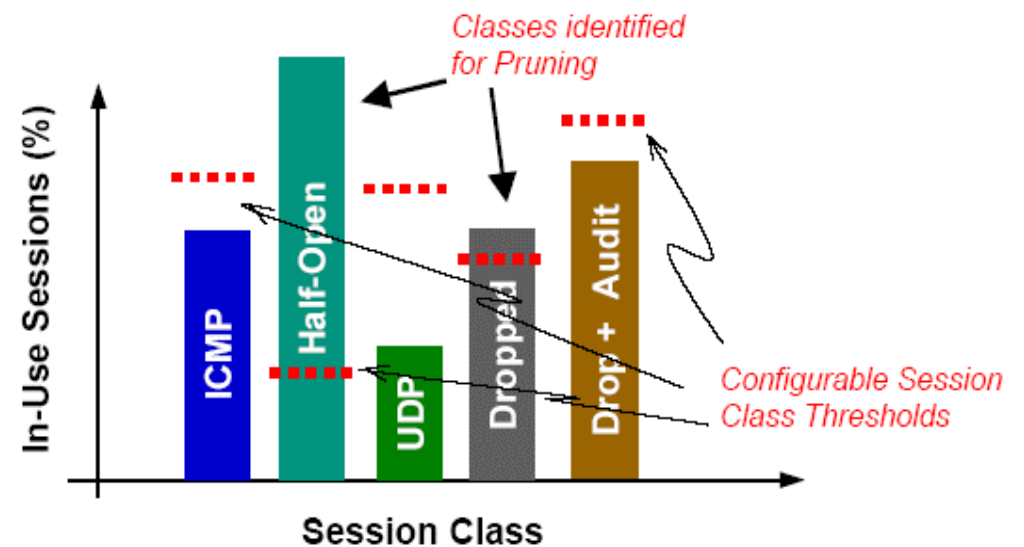 Classes identified
for Pruning
In-Use Sessions (%)
ICMP
Half-Open
UDP
Dropped
Drop + Audit
Configurable Session
Class Thresholds
Session Class